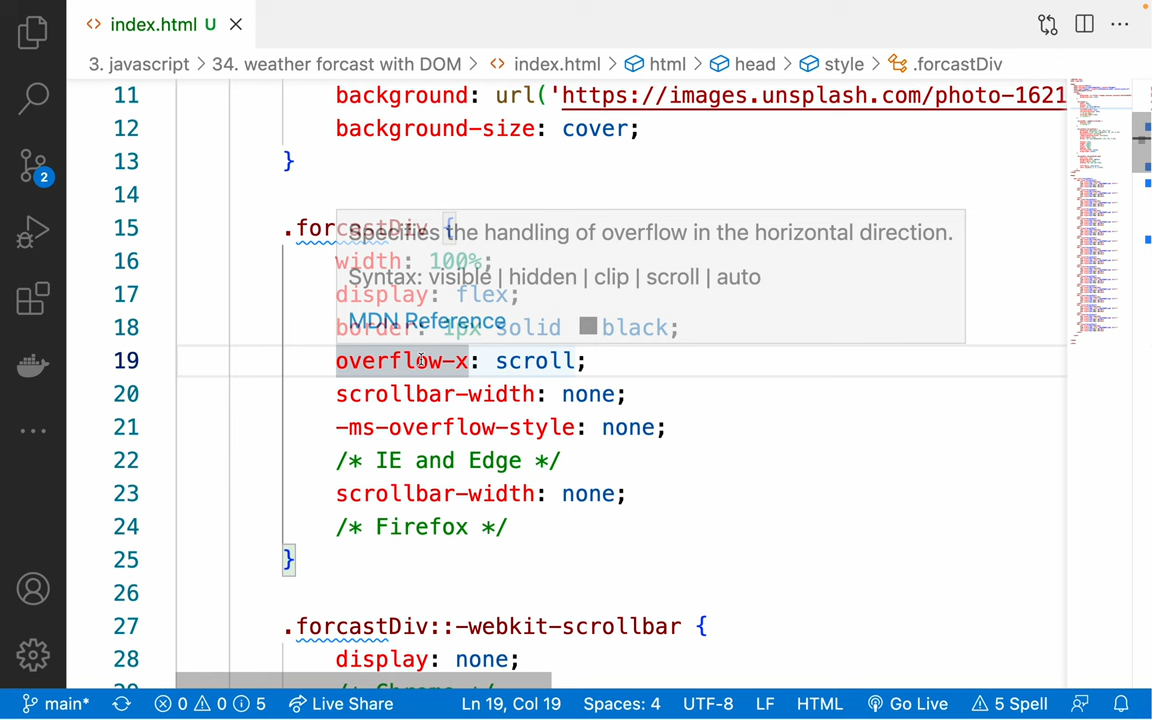 index.html U
3. javascript > 34. weather forcast with DOM > index.html > html > head > style > .forcastDiv
11 background: url('https://images.unsplash.com/photo-1621
12 background-size: cover;
13 }
14
15 .forcastDiv {
Specifies the handling of overflow in the horizontal direction.
16 width: 100%;
Syntax: visible | hidden | clip | scroll | auto
17 display: flex;
MDN Reference
18 border: 1px solid black;
19 overflow-x: scroll;
20 scrollbar-width: none;
21 -ms-overflow-style: none;
22 /* IE and Edge */
23 scrollbar-width: none;
24 /* Firefox */
25 }
26
27 .forcastDiv::-webkit-scrollbar {
28 display: none;
2
main* 0 0 5 Live Share Ln 19, Col 19 Spaces: 4 UTF-8 LF HTML Go Live 5 Spell